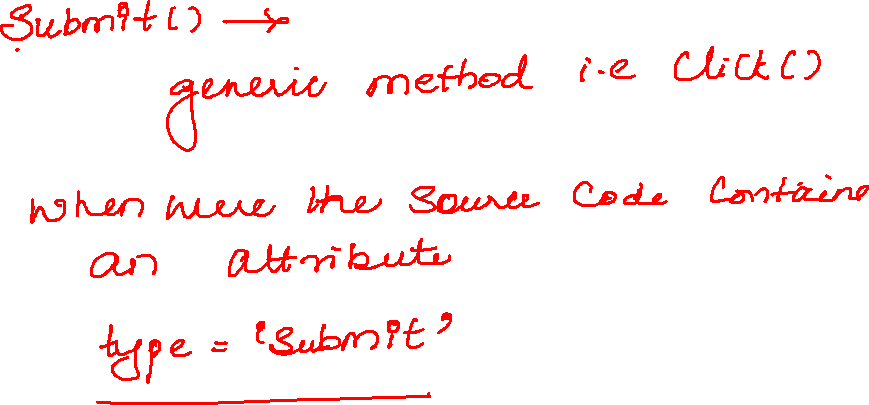 Submit() →
generic method i.e Click()
when were the source code contains
an attribute
type = 'Submit'